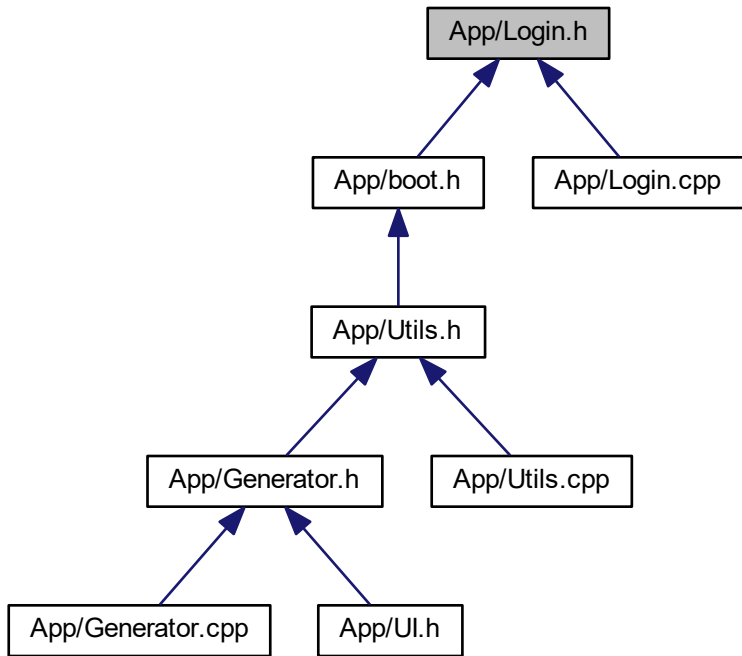 App/Login.h
App/boot.h
App/Login.cpp
App/Utils.h
App/Generator.h
App/Utils.cpp
App/Generator.cpp
App/UI.h